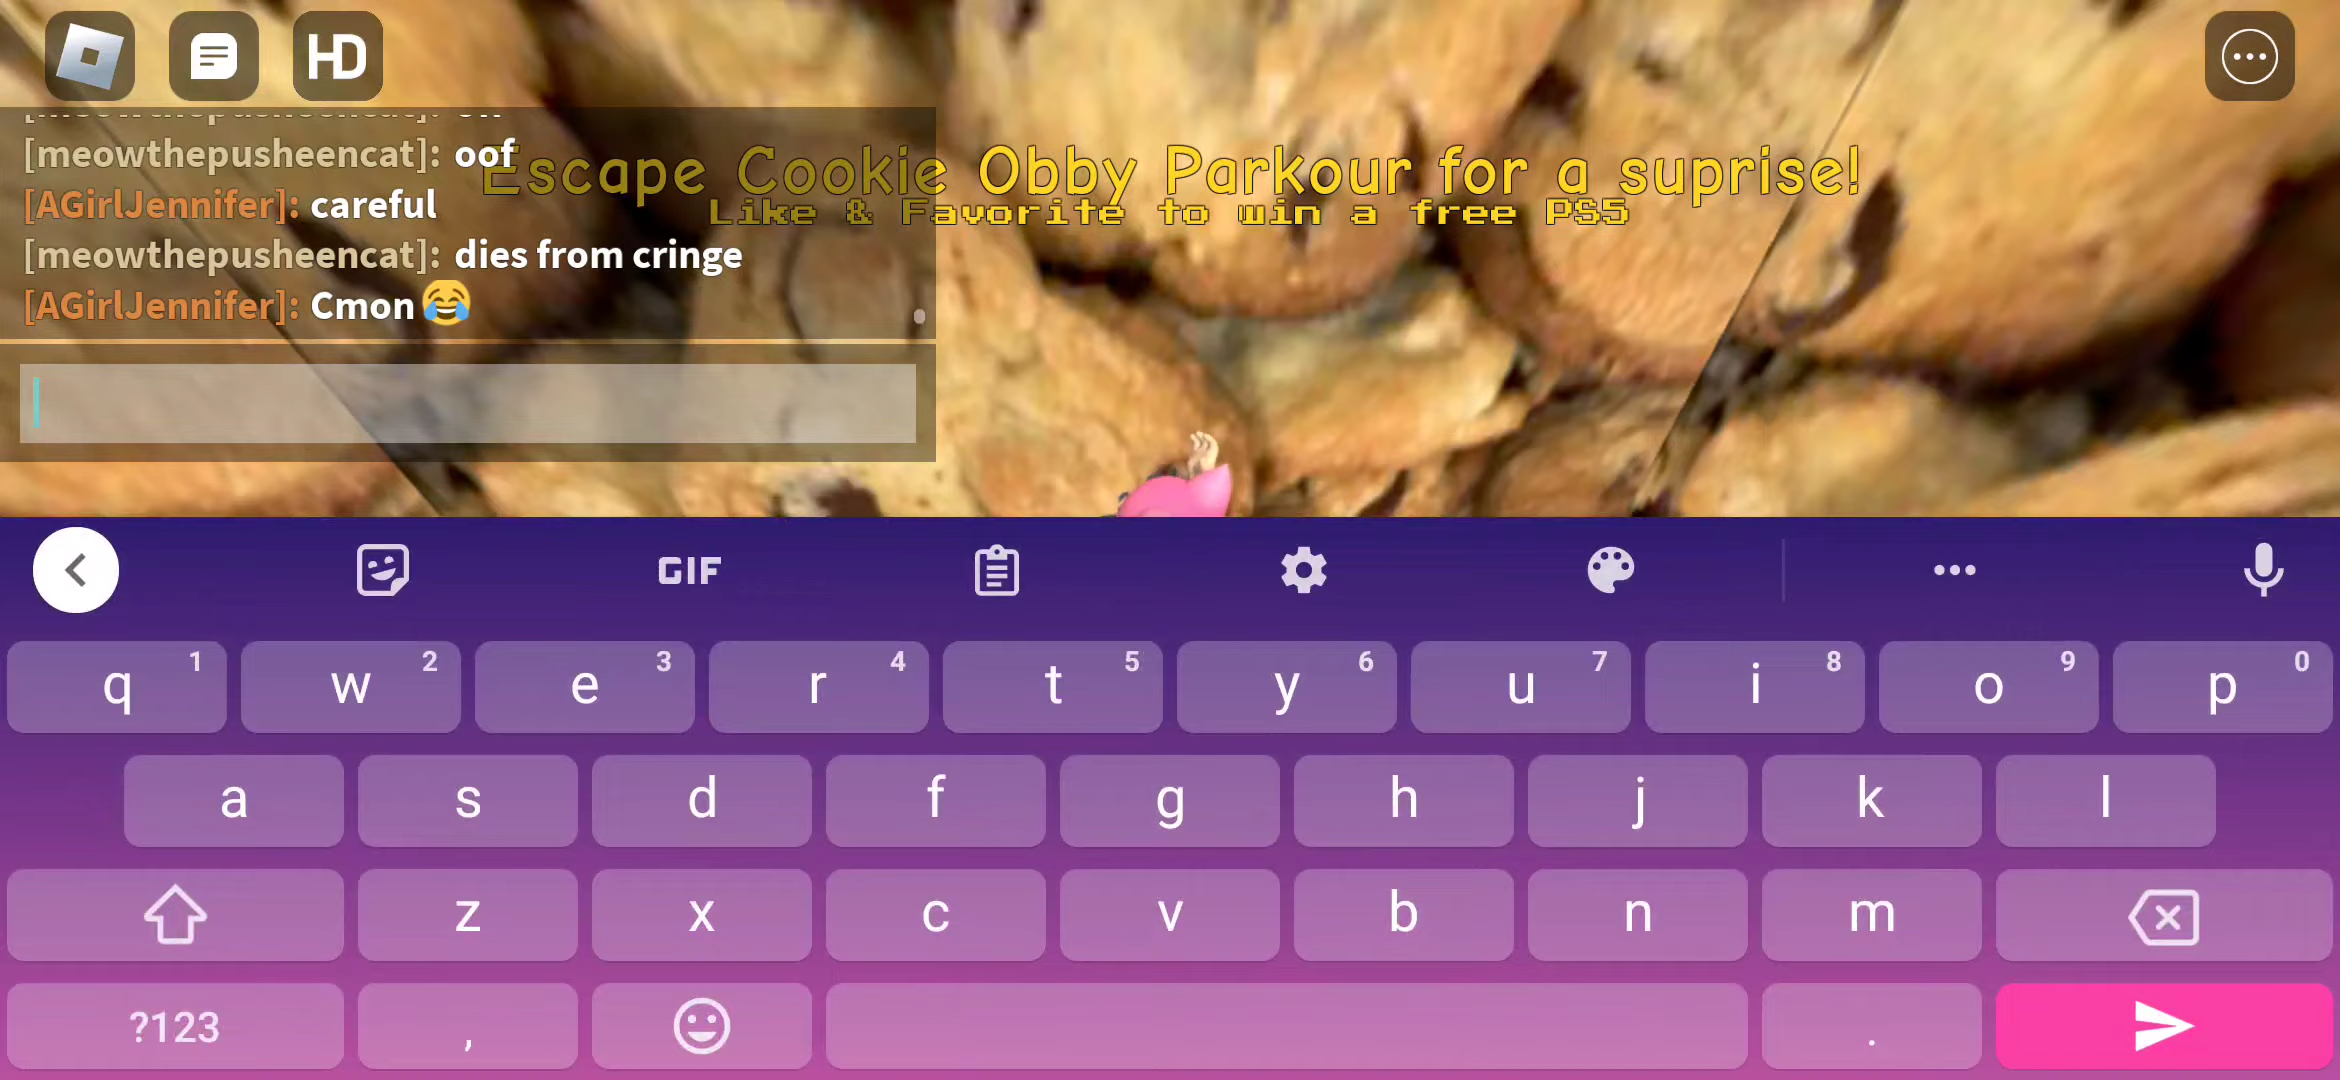 HD
[meowthepusheencat]: oof
Escape Cookie Obby Parkour for a suprise!
Like & Favorite to win a free PS5
[AGirlJennifer]: careful
[meowthepusheencat]: dies from cringe
[AGirlJennifer]: Cmon😂
GIF
q 1 w 2 e 3 r 4 t 5 y 6 u 7 i 8 o 9 p 0
a s d f g h j k l
z x c v b n m
?123 , .